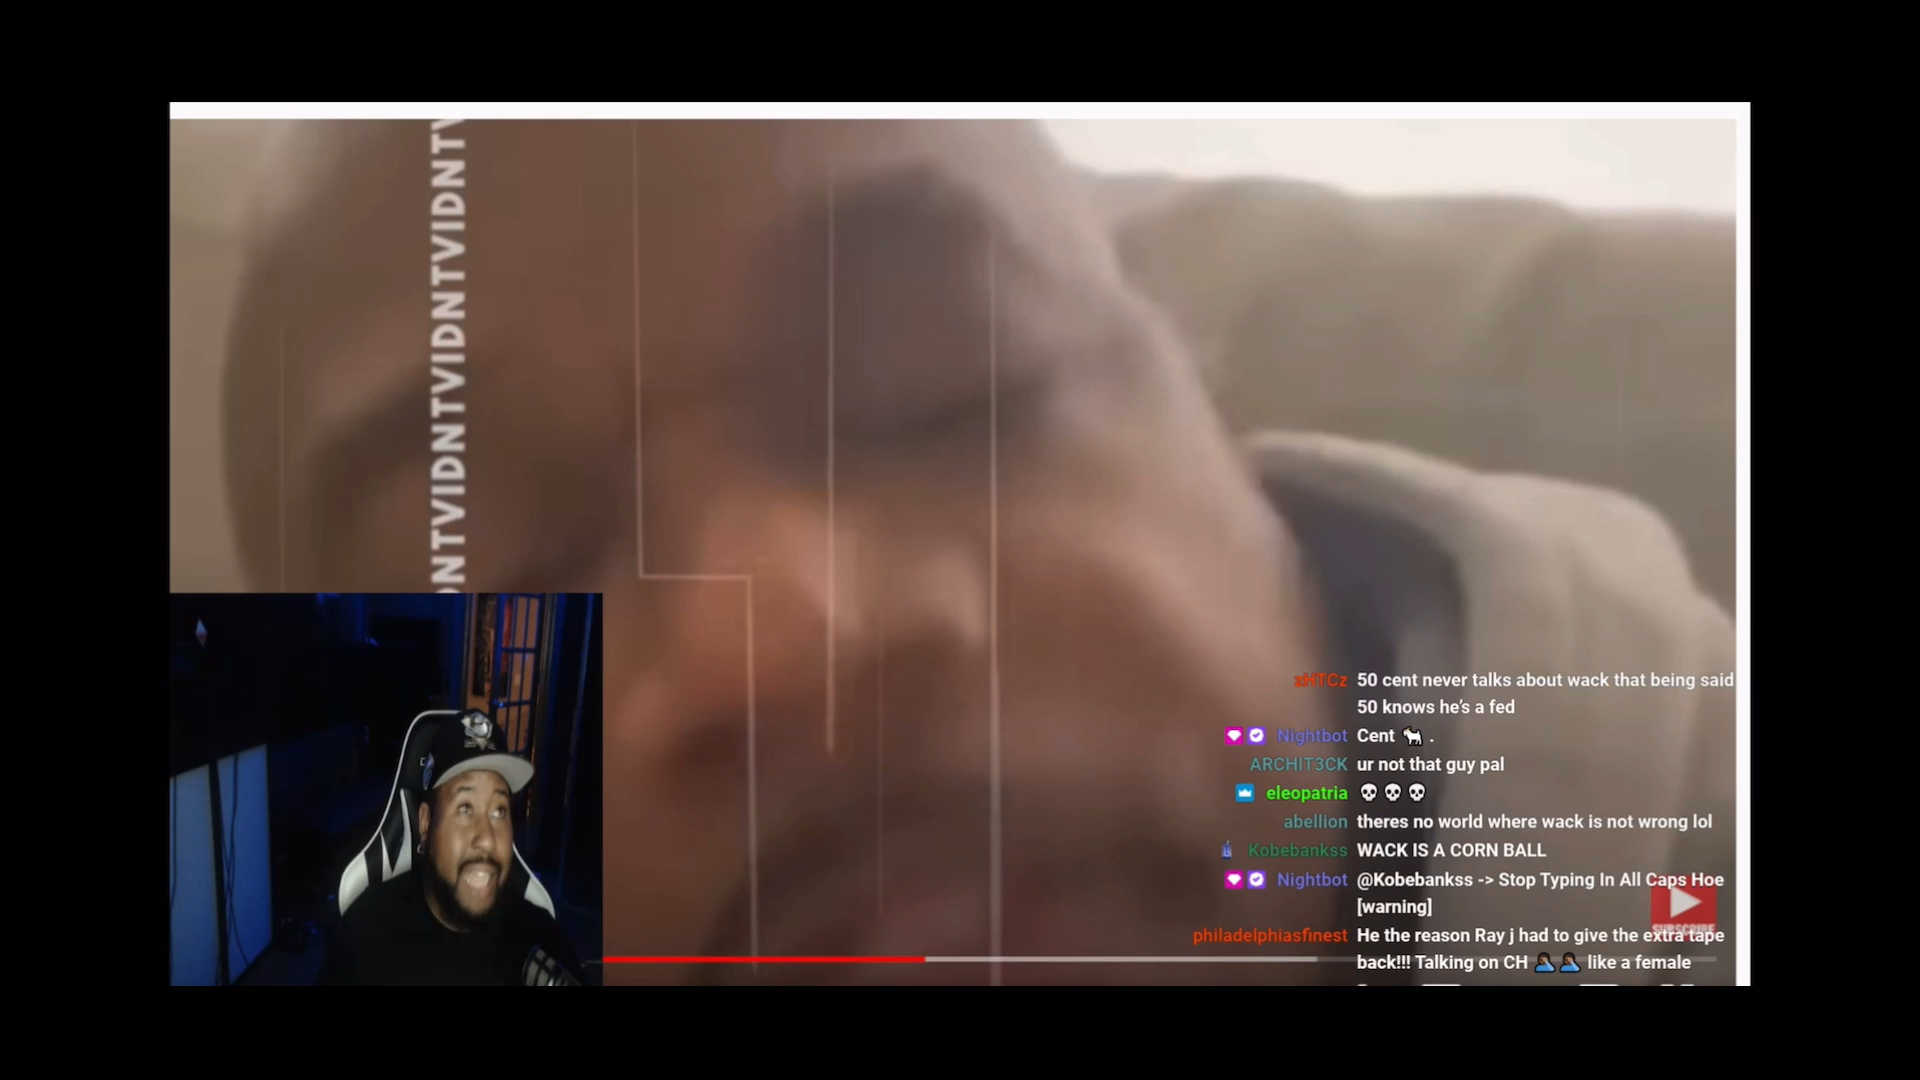 NTVIDNTVIDNTVIDNTVIDNTV
zHTCz 50 cent never talks about wack that being said
50 knows he's a fed
Nightbot Cent 🐐 .
ARCHIT3CK ur not that guy pal
eleopatria 💀💀💀
abellion theres no world where wack is not wrong lol
Kobebankss WACK IS A CORN BALL
Nightbot @Kobebankss -> Stop Typing In All Caps Hoe
[warning]
SUBSCRIBE
philadelphiasfinest He the reason Ray j had to give the extra tape
back!!! Talking on CH 🤦🏾‍♂️🤦🏾‍♂️ like a female